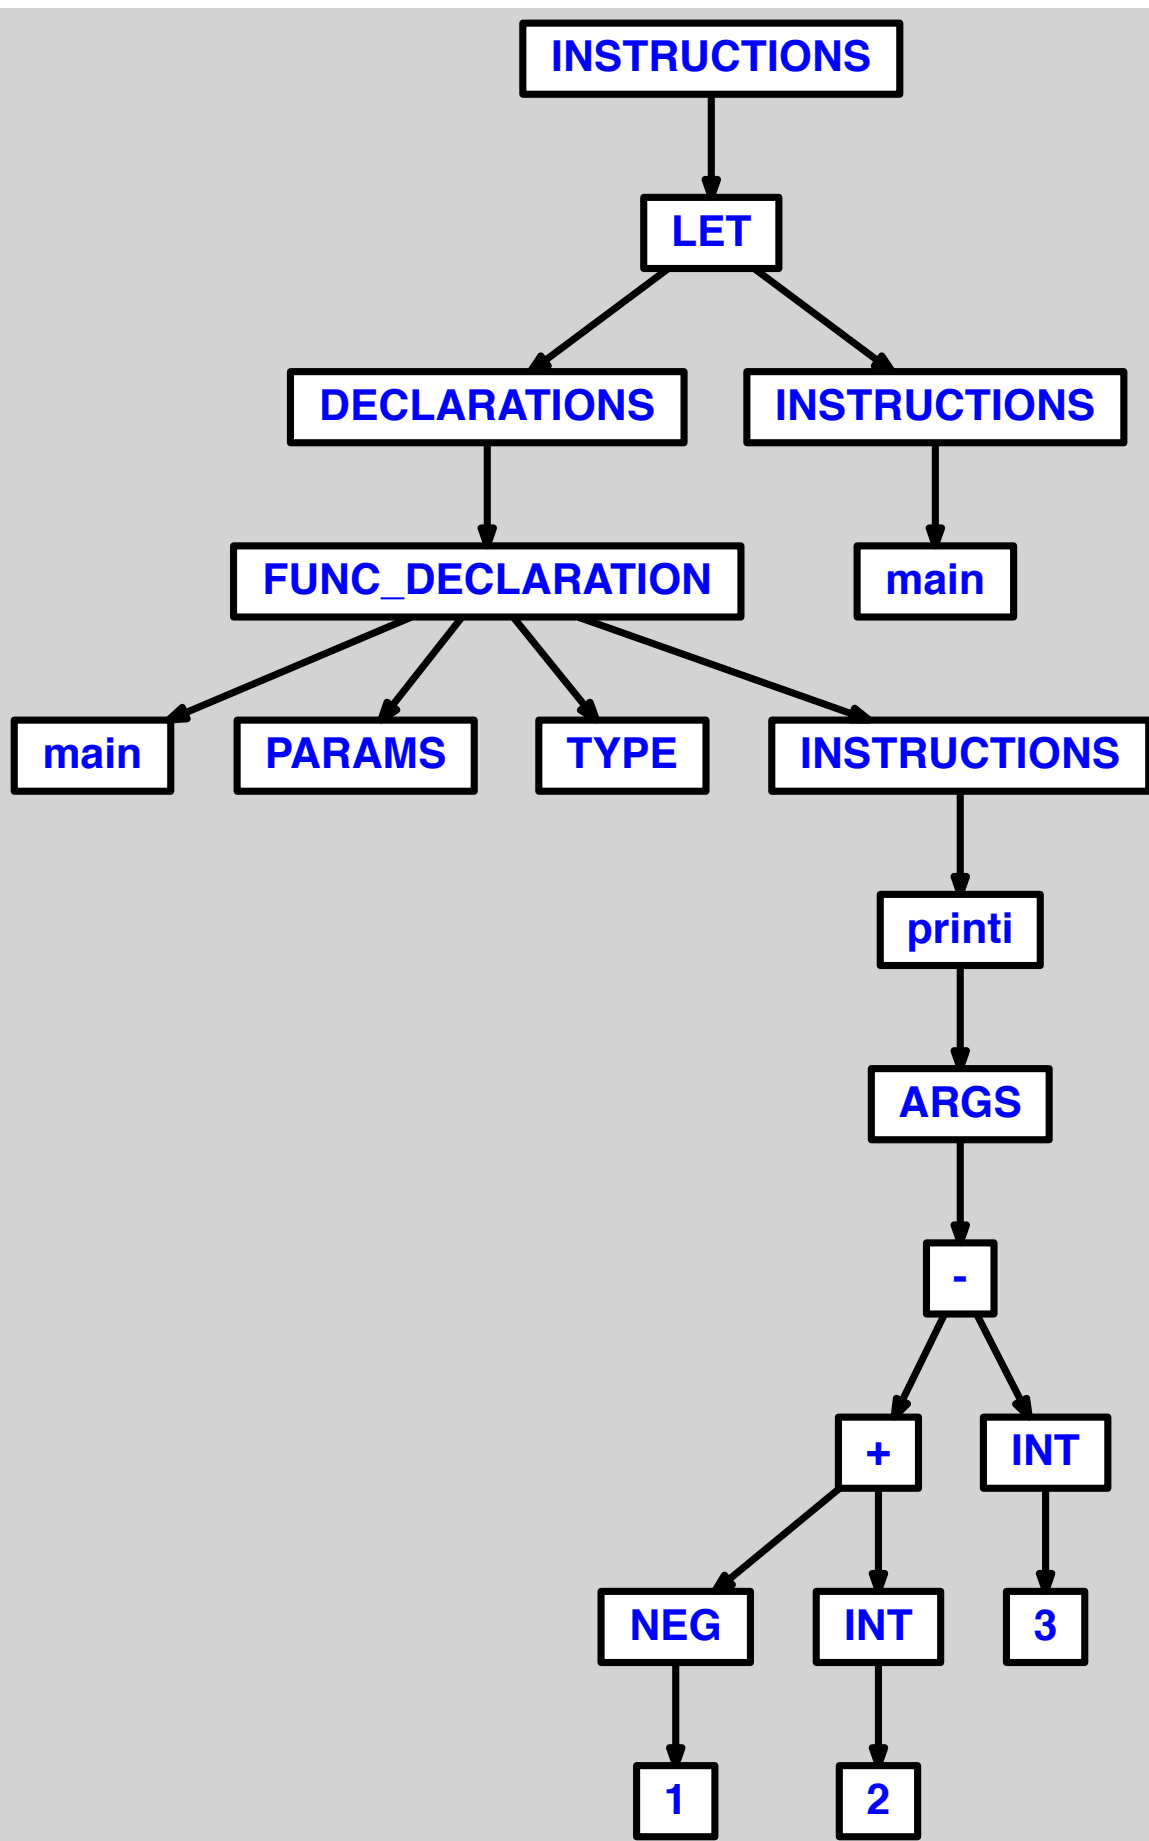 INSTRUCTIONS
LET
DECLARATIONS
INSTRUCTIONS
FUNC_DECLARATION
main
main
PARAMS
TYPE
INSTRUCTIONS
printi
ARGS
-
+
INT
NEG
INT
3
1
2